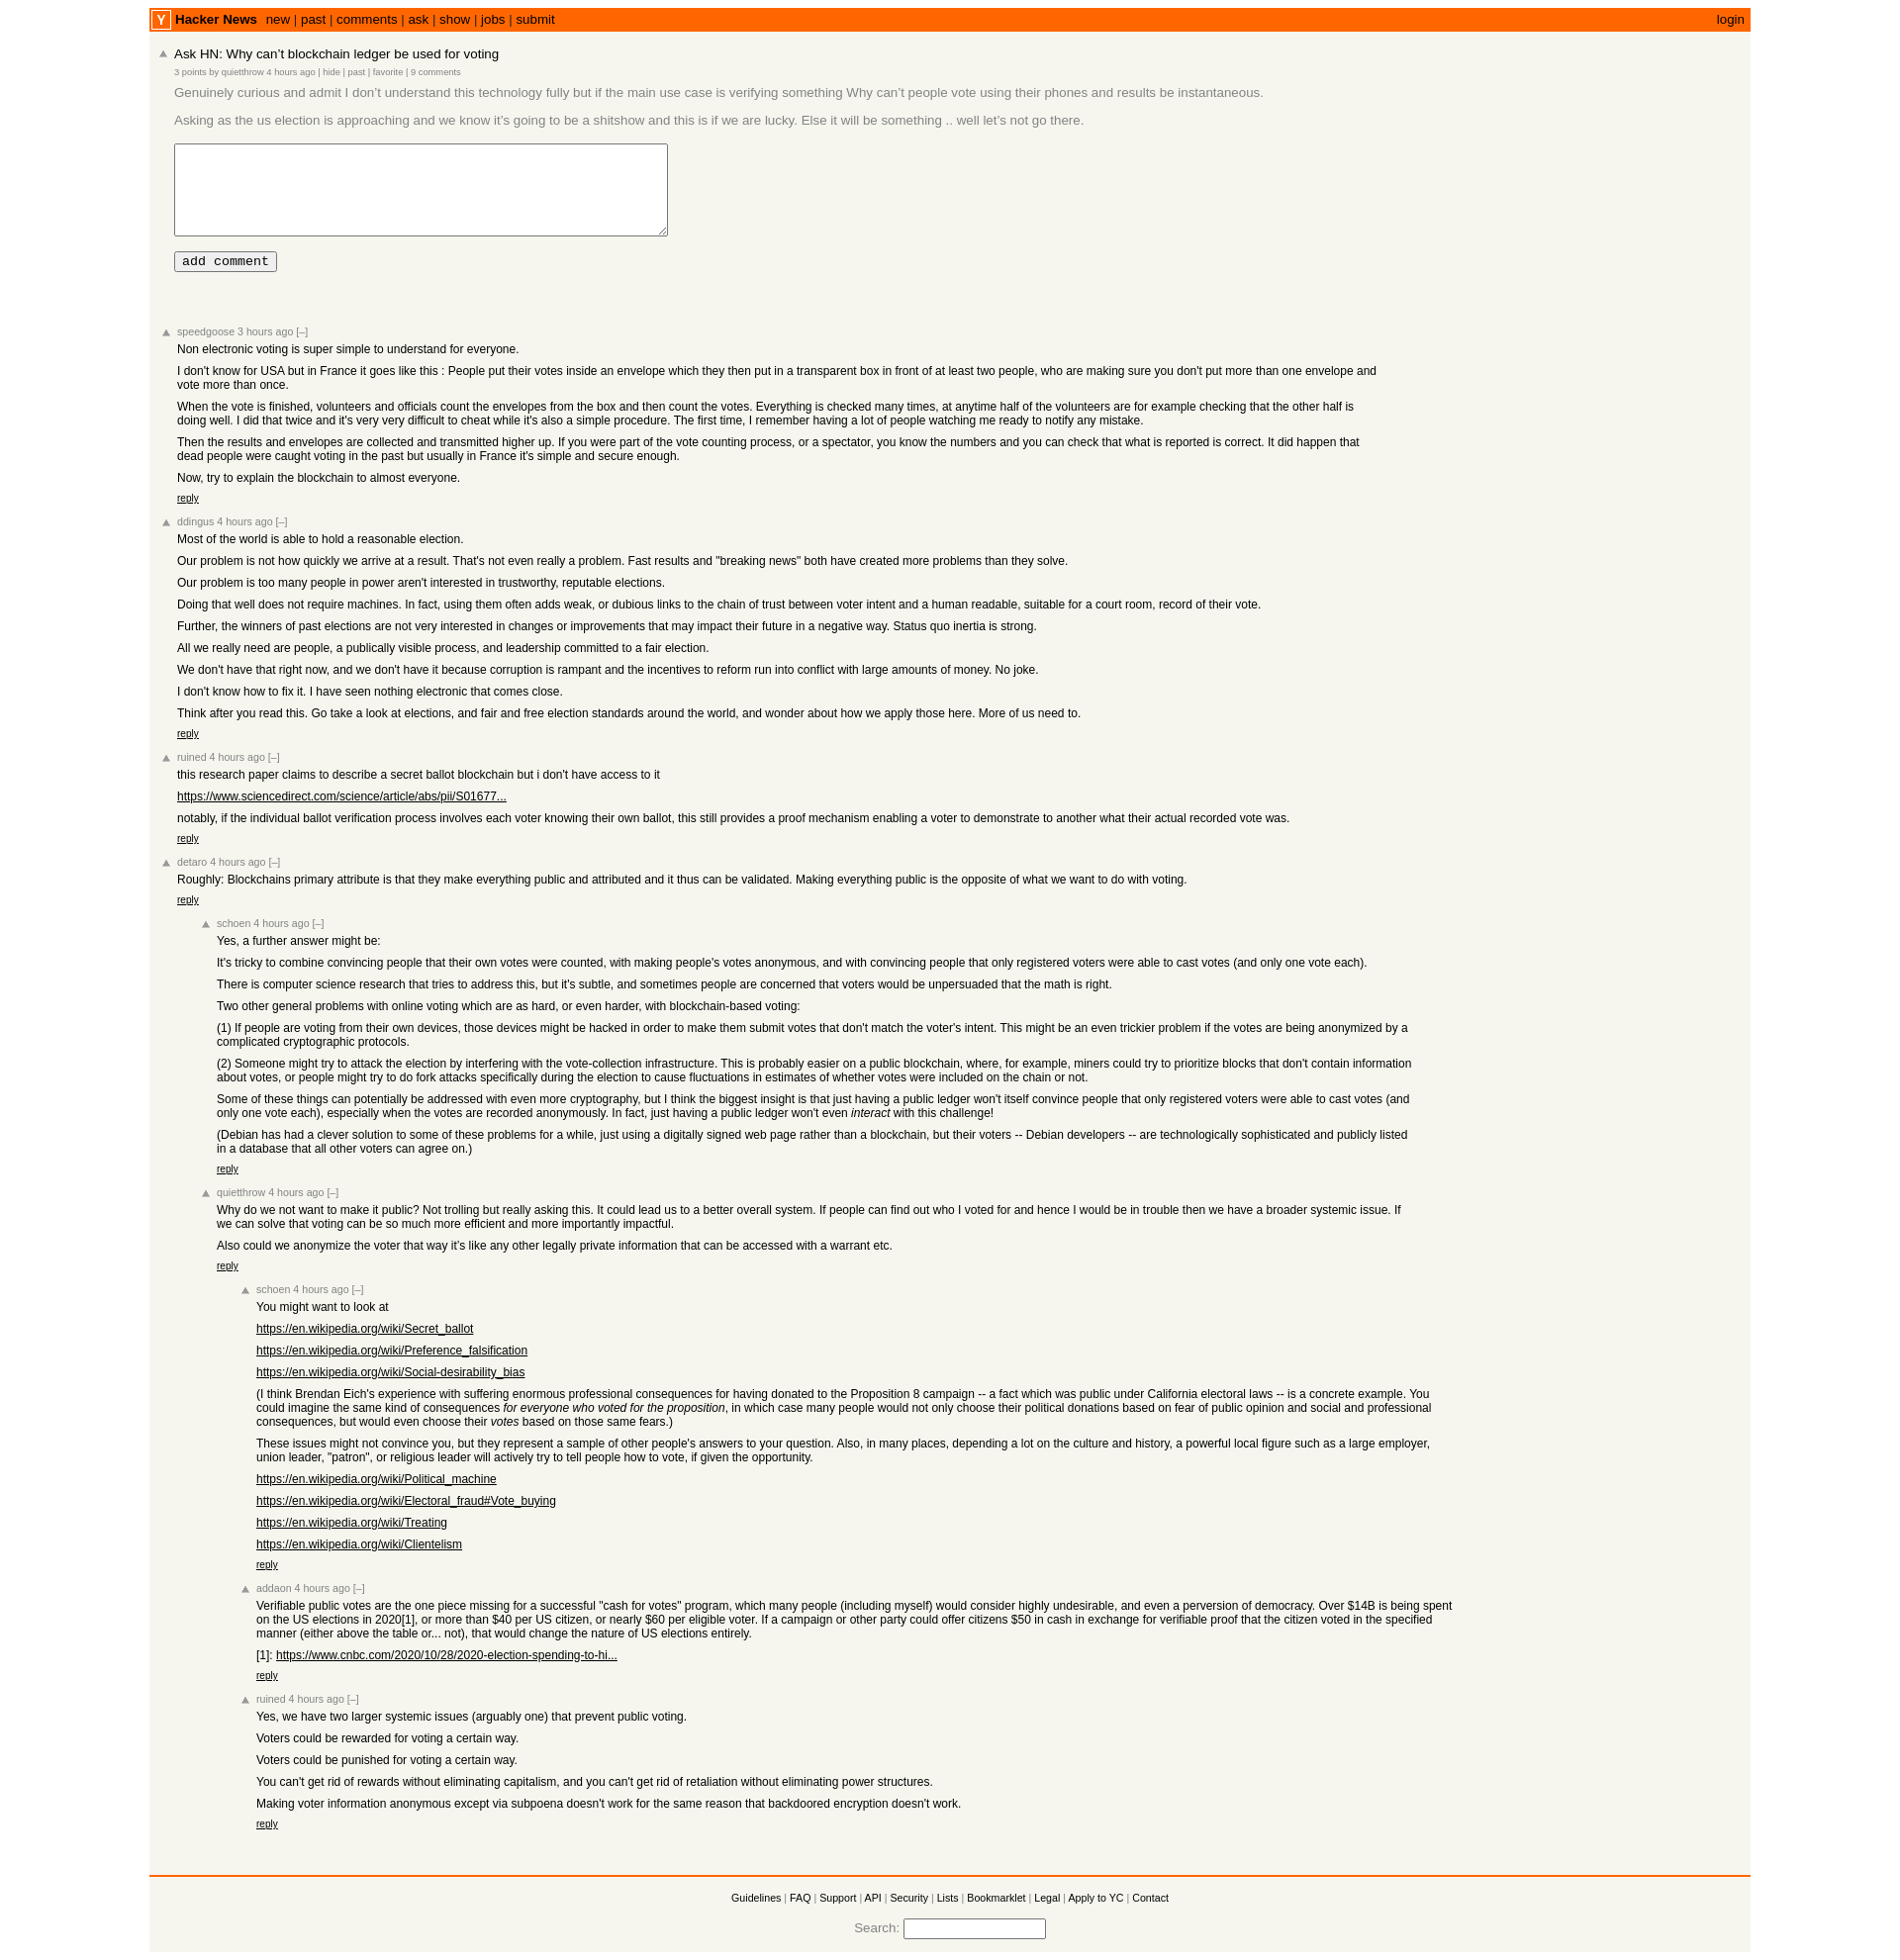 Y Hacker News new | past | comments | ask | show | jobs | submit login
Ask HN: Why can’t blockchain ledger be used for voting
3 points by quietthrow 4 hours ago | hide | past | favorite | 9 comments
Genuinely curious and admit I don’t understand this technology fully but if the main use case is verifying something Why can’t people vote using their phones and results be instantaneous.
Asking as the us election is approaching and we know it’s going to be a shitshow and this is if we are lucky. Else it will be something .. well let’s not go there.
add comment
speedgoose 3 hours ago [–]
Non electronic voting is super simple to understand for everyone.
I don't know for USA but in France it goes like this : People put their votes inside an envelope which they then put in a transparent box in front of at least two people, who are making sure you don't put more than one envelope and
vote more than once.
When the vote is finished, volunteers and officials count the envelopes from the box and then count the votes. Everything is checked many times, at anytime half of the volunteers are for example checking that the other half is
doing well. I did that twice and it's very very difficult to cheat while it's also a simple procedure. The first time, I remember having a lot of people watching me ready to notify any mistake.
Then the results and envelopes are collected and transmitted higher up. If you were part of the vote counting process, or a spectator, you know the numbers and you can check that what is reported is correct. It did happen that
dead people were caught voting in the past but usually in France it's simple and secure enough.
Now, try to explain the blockchain to almost everyone.
reply
ddingus 4 hours ago [–]
Most of the world is able to hold a reasonable election.
Our problem is not how quickly we arrive at a result. That's not even really a problem. Fast results and "breaking news" both have created more problems than they solve.
Our problem is too many people in power aren't interested in trustworthy, reputable elections.
Doing that well does not require machines. In fact, using them often adds weak, or dubious links to the chain of trust between voter intent and a human readable, suitable for a court room, record of their vote.
Further, the winners of past elections are not very interested in changes or improvements that may impact their future in a negative way. Status quo inertia is strong.
All we really need are people, a publically visible process, and leadership committed to a fair election.
We don't have that right now, and we don't have it because corruption is rampant and the incentives to reform run into conflict with large amounts of money. No joke.
I don't know how to fix it. I have seen nothing electronic that comes close.
Think after you read this. Go take a look at elections, and fair and free election standards around the world, and wonder about how we apply those here. More of us need to.
reply
ruined 4 hours ago [–]
this research paper claims to describe a secret ballot blockchain but i don't have access to it
https://www.sciencedirect.com/science/article/abs/pii/S01677...
notably, if the individual ballot verification process involves each voter knowing their own ballot, this still provides a proof mechanism enabling a voter to demonstrate to another what their actual recorded vote was.
reply
detaro 4 hours ago [–]
Roughly: Blockchains primary attribute is that they make everything public and attributed and it thus can be validated. Making everything public is the opposite of what we want to do with voting.
reply
schoen 4 hours ago [–]
Yes, a further answer might be:
It's tricky to combine convincing people that their own votes were counted, with making people's votes anonymous, and with convincing people that only registered voters were able to cast votes (and only one vote each).
There is computer science research that tries to address this, but it's subtle, and sometimes people are concerned that voters would be unpersuaded that the math is right.
Two other general problems with online voting which are as hard, or even harder, with blockchain-based voting:
(1) If people are voting from their own devices, those devices might be hacked in order to make them submit votes that don't match the voter's intent. This might be an even trickier problem if the votes are being anonymized by a
complicated cryptographic protocols.
(2) Someone might try to attack the election by interfering with the vote-collection infrastructure. This is probably easier on a public blockchain, where, for example, miners could try to prioritize blocks that don't contain information
about votes, or people might try to do fork attacks specifically during the election to cause fluctuations in estimates of whether votes were included on the chain or not.
Some of these things can potentially be addressed with even more cryptography, but I think the biggest insight is that just having a public ledger won't itself convince people that only registered voters were able to cast votes (and
only one vote each), especially when the votes are recorded anonymously. In fact, just having a public ledger won't even interact with this challenge!
(Debian has had a clever solution to some of these problems for a while, just using a digitally signed web page rather than a blockchain, but their voters -- Debian developers -- are technologically sophisticated and publicly listed
in a database that all other voters can agree on.)
reply
quietthrow 4 hours ago [–]
Why do we not want to make it public? Not trolling but really asking this. It could lead us to a better overall system. If people can find out who I voted for and hence I would be in trouble then we have a broader systemic issue. If
we can solve that voting can be so much more efficient and more importantly impactful.
Also could we anonymize the voter that way it’s like any other legally private information that can be accessed with a warrant etc.
reply
schoen 4 hours ago [–]
You might want to look at
https://en.wikipedia.org/wiki/Secret_ballot
https://en.wikipedia.org/wiki/Preference_falsification
https://en.wikipedia.org/wiki/Social-desirability_bias
(I think Brendan Eich's experience with suffering enormous professional consequences for having donated to the Proposition 8 campaign -- a fact which was public under California electoral laws -- is a concrete example. You
could imagine the same kind of consequences for everyone who voted for the proposition, in which case many people would not only choose their political donations based on fear of public opinion and social and professional
consequences, but would even choose their votes based on those same fears.)
These issues might not convince you, but they represent a sample of other people's answers to your question. Also, in many places, depending a lot on the culture and history, a powerful local figure such as a large employer,
union leader, "patron", or religious leader will actively try to tell people how to vote, if given the opportunity.
https://en.wikipedia.org/wiki/Political_machine
https://en.wikipedia.org/wiki/Electoral_fraud#Vote_buying
https://en.wikipedia.org/wiki/Treating
https://en.wikipedia.org/wiki/Clientelism
reply
addaon 4 hours ago [–]
Verifiable public votes are the one piece missing for a successful "cash for votes" program, which many people (including myself) would consider highly undesirable, and even a perversion of democracy. Over $14B is being spent
on the US elections in 2020[1], or more than $40 per US citizen, or nearly $60 per eligible voter. If a campaign or other party could offer citizens $50 in cash in exchange for verifiable proof that the citizen voted in the specified
manner (either above the table or... not), that would change the nature of US elections entirely.
[1]: https://www.cnbc.com/2020/10/28/2020-election-spending-to-hi...
reply
ruined 4 hours ago [–]
Yes, we have two larger systemic issues (arguably one) that prevent public voting.
Voters could be rewarded for voting a certain way.
Voters could be punished for voting a certain way.
You can't get rid of rewards without eliminating capitalism, and you can't get rid of retaliation without eliminating power structures.
Making voter information anonymous except via subpoena doesn't work for the same reason that backdoored encryption doesn't work.
reply
Guidelines | FAQ | Support | API | Security | Lists | Bookmarklet | Legal | Apply to YC | Contact
Search: